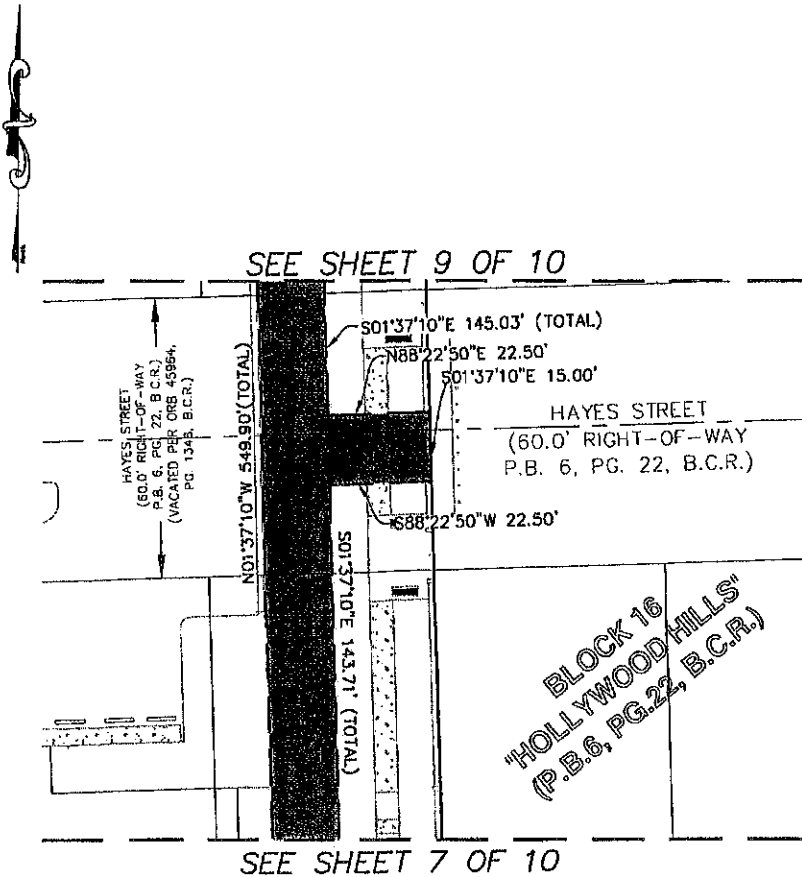 SEE SHEET 9 OF 10
S01°37'10"E 145.03' (TOTAL)
N88°22'50"E 22.50'
S01°37'10"E 15.00'
HAYES STREET
(60.0' RIGHT-OF-WAY
P.B. 6, PG. 22, B.C.R.)
(VACATED PER ORB 45964,
PG. 1346, B.C.R.)
N01°37'10"W 549.90'(TOTAL)
HAYES STREET
(60.0' RIGHT-OF-WAY
P.B. 6, PG. 22, B.C.R.)
S88°22'50"W 22.50'
S01°37'10"E 143.71' (TOTAL)
BLOCK 16
"HOLLYWOOD HILLS"
(P.B.6, PG.22, B.C.R.)
SEE SHEET 7 OF 10